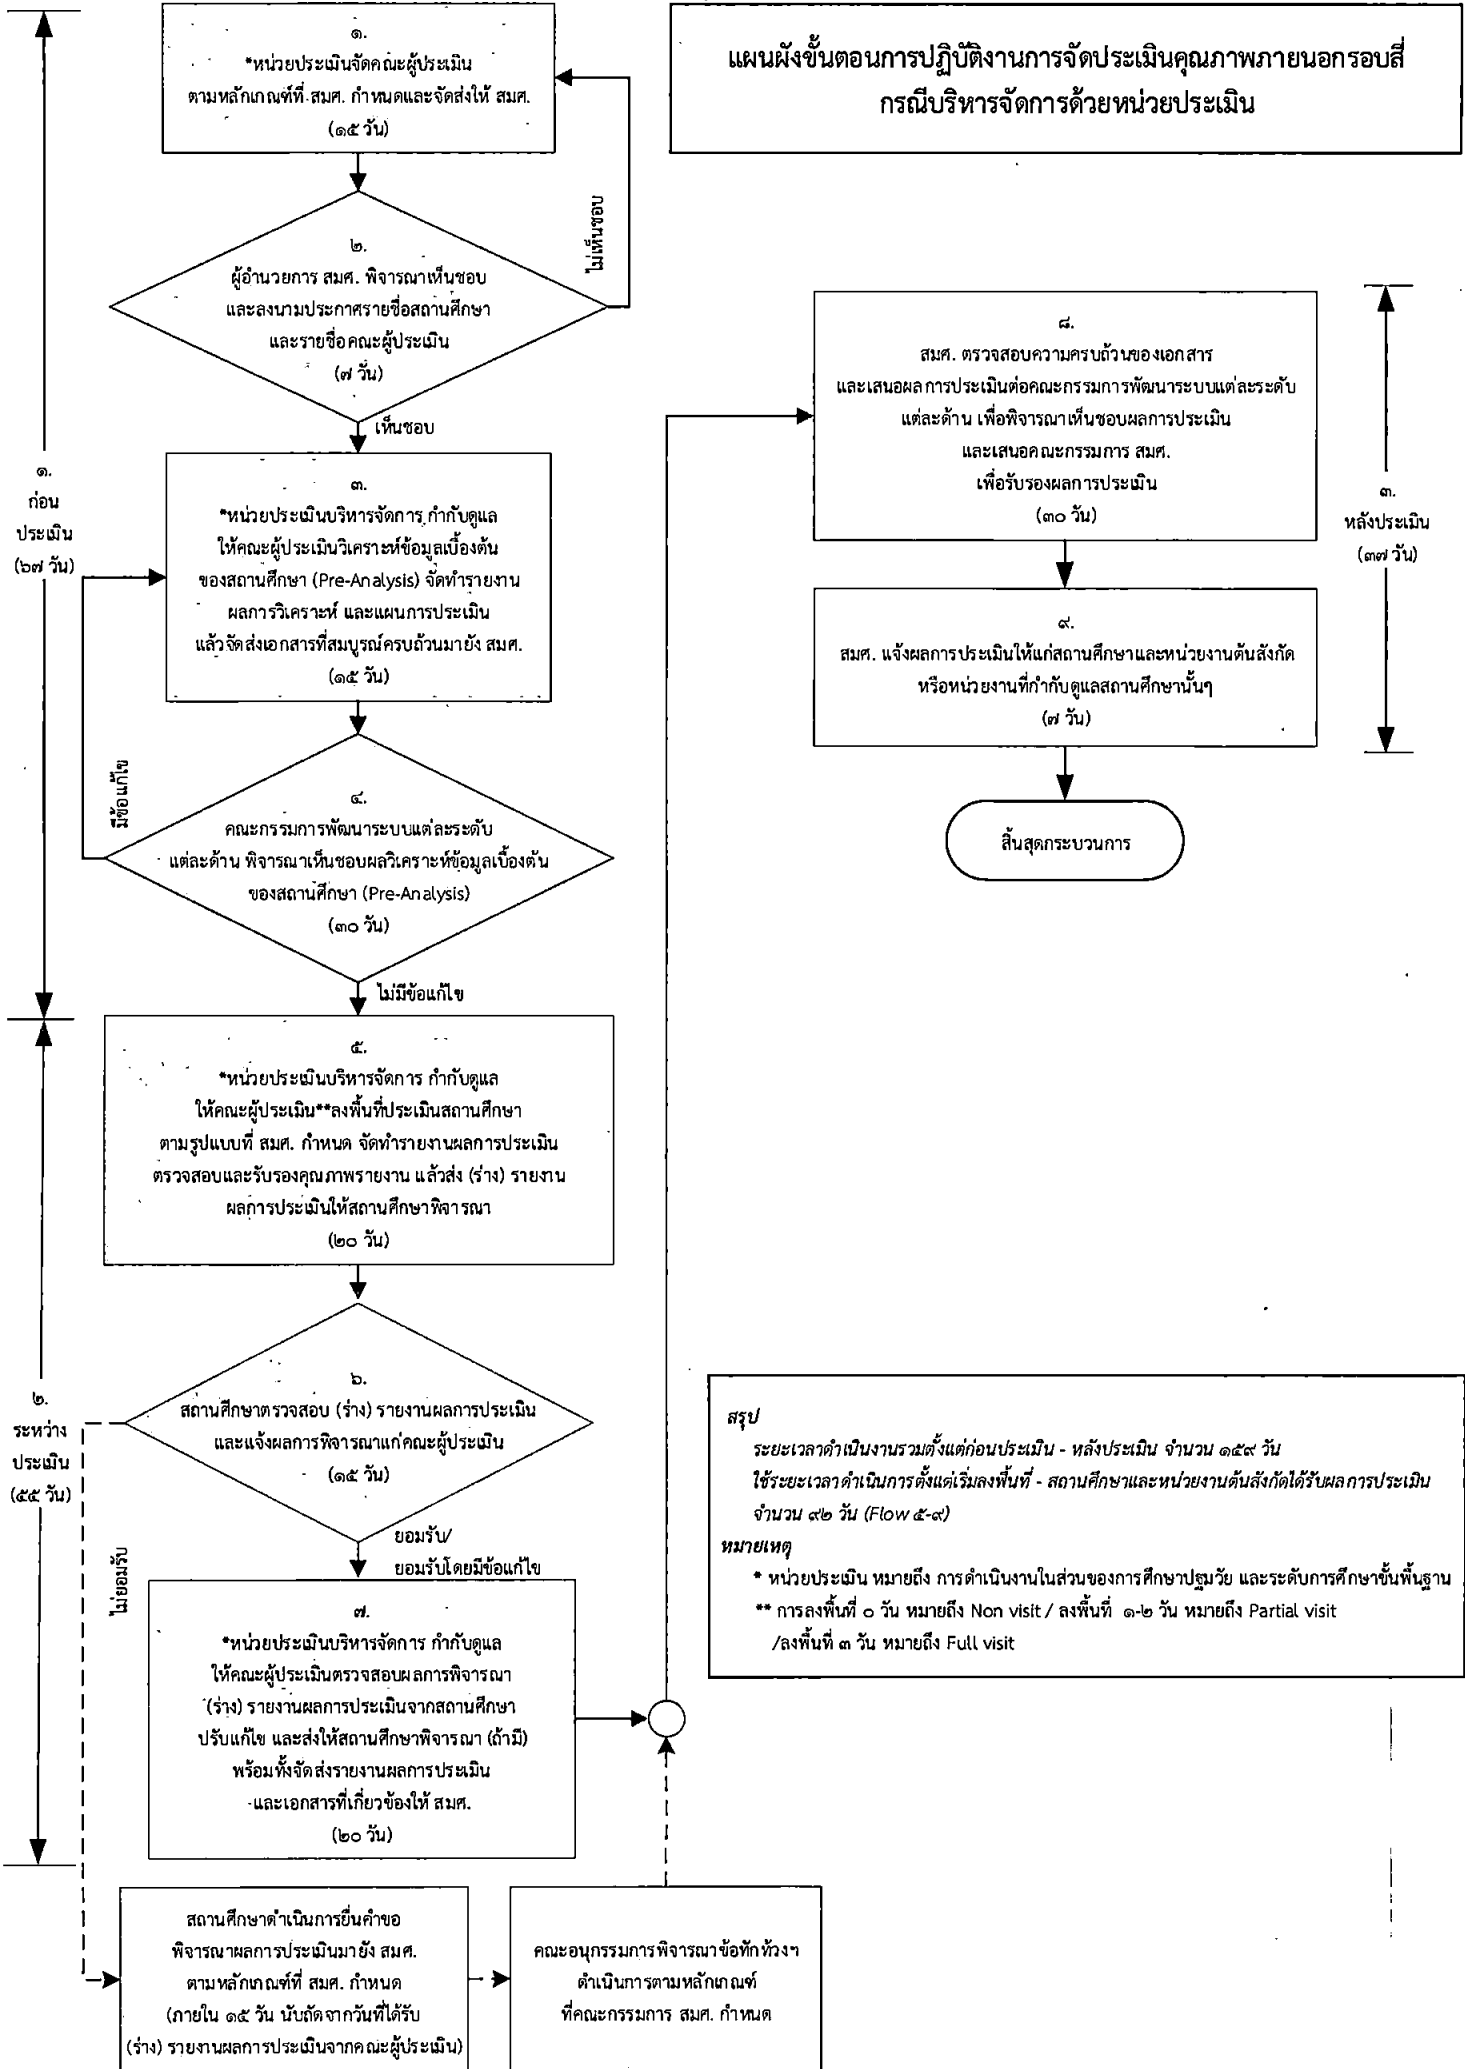 แผนผังขั้นตอนการปฏิบัติงานการจัดประเมินคุณภาพภายนอกรอบสี่
กรณีบริหารจัดการด้วยหน่วยประเมิน
๑.
ก่อน
ประเมิน
(๖๗ วัน)
๑.
*หน่วยประเมินจัดคณะผู้ประเมิน
ตามหลักเกณฑ์ที่ สมศ. กำหนดและจัดส่งให้ สมศ.
(๑๕ วัน)
๒.
ผู้อำนวยการ สมศ. พิจารณาเห็นชอบ
และลงนามประกาศรายชื่อสถานศึกษา
และรายชื่อคณะผู้ประเมิน
(๗ วัน)
ไม่เห็นชอบ
เห็นชอบ
๓.
*หน่วยประเมินบริหารจัดการ กำกับดูแล
ให้คณะผู้ประเมินวิเคราะห์ข้อมูลเบื้องต้น
ของสถานศึกษา (Pre-Analysis) จัดทำรายงาน
ผลการวิเคราะห์ และแผนการประเมิน
แล้วจัดส่งเอกสารที่สมบูรณ์ครบถ้วนมายัง สมศ.
(๑๕ วัน)
มีข้อแก้ไข
๔.
คณะกรรมการพัฒนาระบบแต่ละระดับ
แต่ละด้าน พิจารณาเห็นชอบผลวิเคราะห์ข้อมูลเบื้องต้น
ของสถานศึกษา (Pre-Analysis)
(๓๐ วัน)
ไม่มีข้อแก้ไข
๒.
ระหว่าง
ประเมิน
(๕๕ วัน)
๕.
*หน่วยประเมินบริหารจัดการ กำกับดูแล
ให้คณะผู้ประเมิน**ลงพื้นที่ประเมินสถานศึกษา
ตามรูปแบบที่ สมศ. กำหนด จัดทำรายงานผลการประเมิน
ตรวจสอบและรับรองคุณภาพรายงาน แล้วส่ง (ร่าง) รายงาน
ผลการประเมินให้สถานศึกษาพิจารณา
(๒๐ วัน)
๖.
สถานศึกษาตรวจสอบ (ร่าง) รายงานผลการประเมิน
และแจ้งผลการพิจารณาแก่คณะผู้ประเมิน
(๑๕ วัน)
ยอมรับ/
ยอมรับโดยมีข้อแก้ไข
ไม่ยอมรับ
๗.
*หน่วยประเมินบริหารจัดการ กำกับดูแล
ให้คณะผู้ประเมินตรวจสอบผลการพิจารณา
(ร่าง) รายงานผลการประเมินจากสถานศึกษา
ปรับแก้ไข และส่งให้สถานศึกษาพิจารณา (ถ้ามี)
พร้อมทั้งจัดส่งรายงานผลการประเมิน
และเอกสารที่เกี่ยวข้องให้ สมศ.
(๒๐ วัน)
สถานศึกษาดำเนินการยื่นคำขอ
พิจารณาผลการประเมินมายัง สมศ.
ตามหลักเกณฑ์ที่ สมศ. กำหนด
(ภายใน ๑๕ วัน นับถัดจากวันที่ได้รับ
(ร่าง) รายงานผลการประเมินจากคณะผู้ประเมิน)
คณะอนุกรรมการพิจารณาข้อทักท้วงฯ
ดำเนินการตามหลักเกณฑ์
ที่คณะกรรมการ สมศ. กำหนด
๘.
สมศ. ตรวจสอบความครบถ้วนของเอกสาร
และเสนอผลการประเมินต่อคณะกรรมการพัฒนาระบบแต่ละระดับ
แต่ละด้าน เพื่อพิจารณาเห็นชอบผลการประเมิน
และเสนอคณะกรรมการ สมศ.
เพื่อรับรองผลการประเมิน
(๓๐ วัน)
๓.
หลังประเมิน
(๓๗ วัน)
๙.
สมศ. แจ้งผลการประเมินให้แก่สถานศึกษาและหน่วยงานต้นสังกัด
หรือหน่วยงานที่กำกับดูแลสถานศึกษานั้นๆ
(๗ วัน)
สิ้นสุดกระบวนการ
สรุป
ระยะเวลาดำเนินงานรวมตั้งแต่ก่อนประเมิน - หลังประเมิน จำนวน ๑๕๙ วัน
ใช้ระยะเวลาดำเนินการตั้งแต่เริ่มลงพื้นที่ - สถานศึกษาและหน่วยงานต้นสังกัดได้รับผลการประเมิน
จำนวน ๙๒ วัน (Flow ๕-๙)
หมายเหตุ
* หน่วยประเมิน หมายถึง การดำเนินงานในส่วนของการศึกษาปฐมวัย และระดับการศึกษาขั้นพื้นฐาน
** การลงพื้นที่ ๐ วัน หมายถึง Non visit / ลงพื้นที่ ๑-๒ วัน หมายถึง Partial visit
/ลงพื้นที่ ๓ วัน หมายถึง Full visit